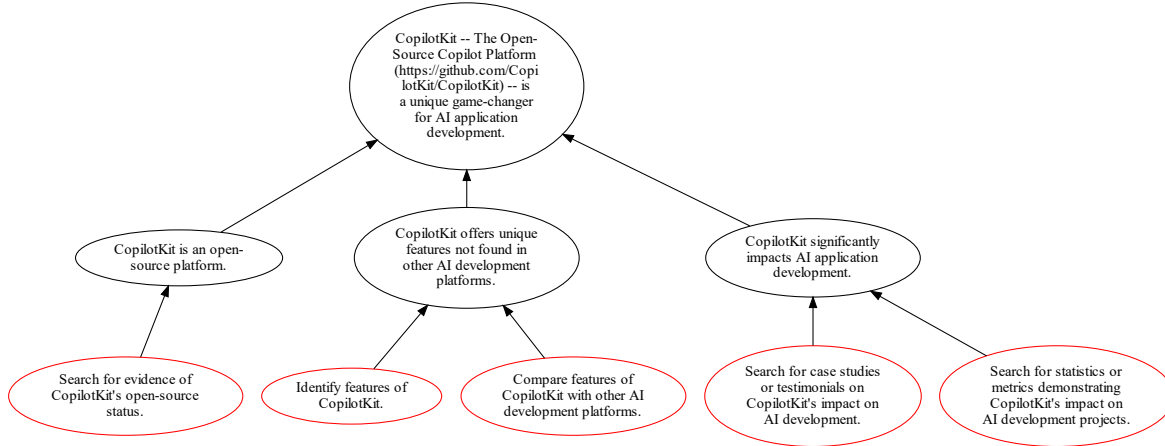 CopilotKit -- The Open-
Source Copilot Platform
(https://github.com/Copi
lotKit/CopilotKit) -- is
a unique game-changer
for AI application
development.
CopilotKit is an open-
source platform.
CopilotKit offers unique
features not found in
other AI development
platforms.
CopilotKit significantly
impacts AI application
development.
Search for evidence of
CopilotKit's open-source
status.
Identify features of
CopilotKit.
Compare features of
CopilotKit with other AI
development platforms.
Search for case studies
or testimonials on
CopilotKit's impact on
AI development.
Search for statistics or
metrics demonstrating
CopilotKit's impact on
AI development projects.